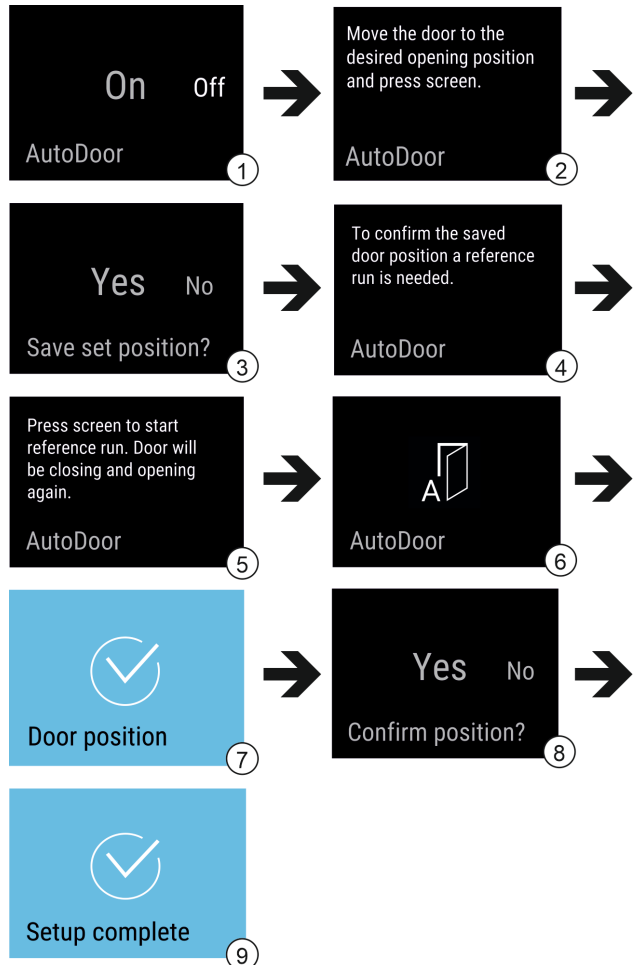 On Off
AutoDoor
1
Move the door to the
desired opening position
and press screen.
AutoDoor
2
Yes No
Save set position?
3
To confirm the saved
door position a reference
run is needed.
AutoDoor
4
Press screen to start
reference run. Door will
be closing and opening
again.
AutoDoor
5
A
AutoDoor
6
Door position
7
Yes No
Confirm position?
8
Setup complete
9